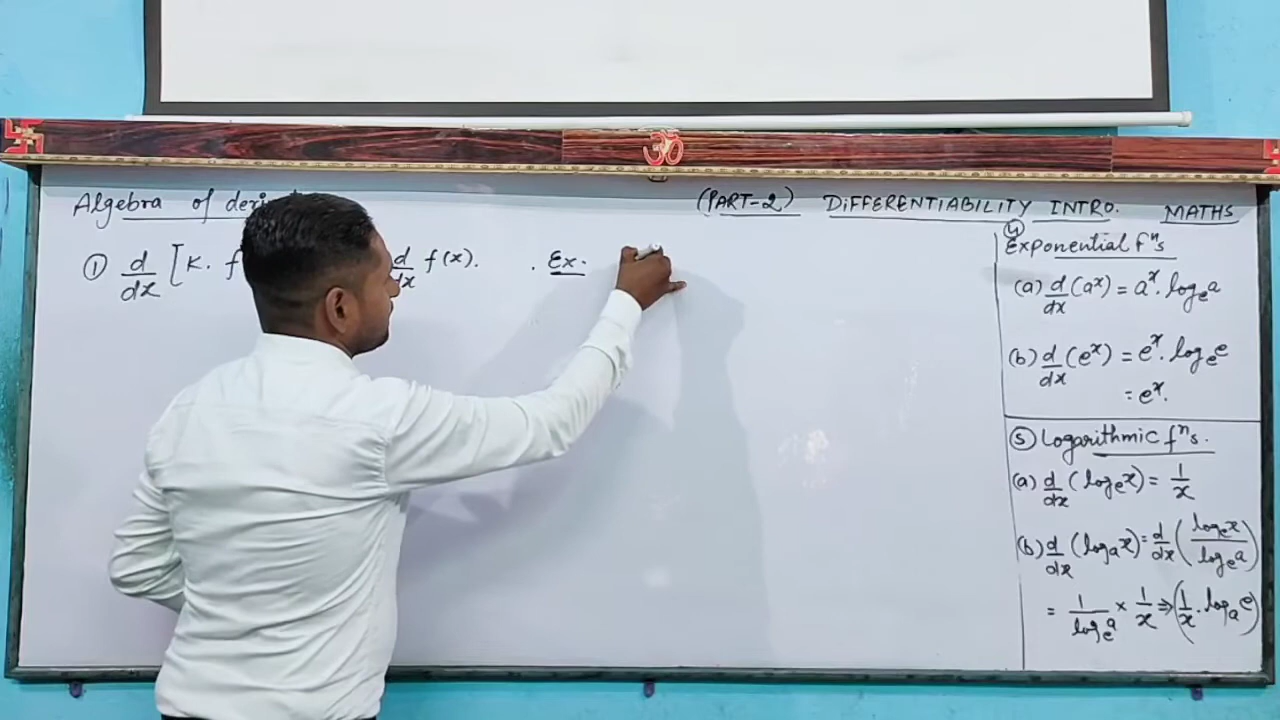 Algebra of
(PART-2) DIFFERENTIABILITY INTRO. MATHS
① d/dx [K. f
d/dx f(x). . Ex.
④
Exponential fⁿs
(a) d/dx (aˣ) = aˣ. logₑa
(b) d/dx (eˣ) = eˣ. logₑe
= eˣ.
⑤ Logarithmic fⁿs.
(a) d/dx (logₑx) = 1/x
(b) d/dx (logₐx) = d/dx (logₑx / logₑa)
= 1/logₑa × 1/x ⇒ (1/x . logₐe)
ॐ